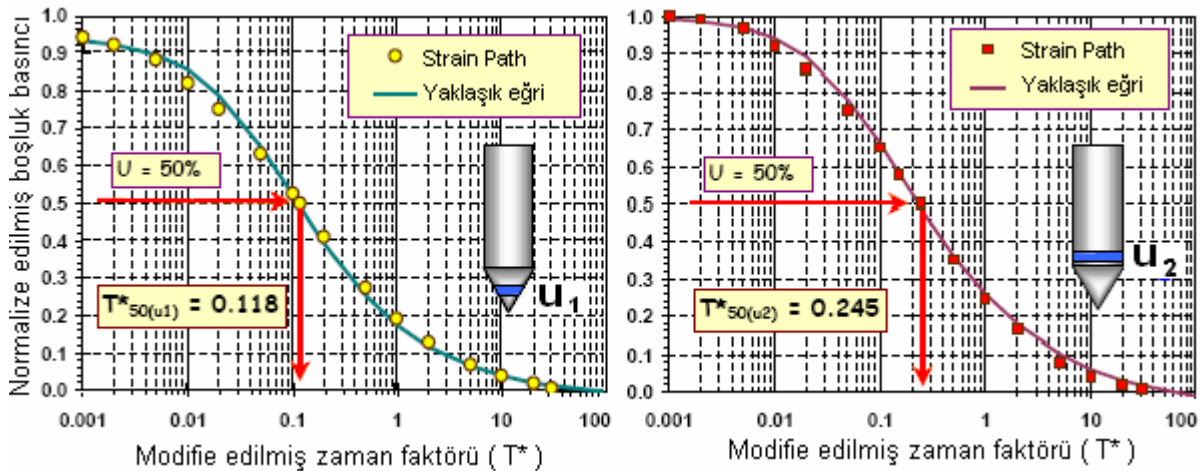 Normalize edilmiş boşluk basıncı
1.0
0.9
0.8
0.7
0.6
0.5
0.4
0.3
0.2
0.1
0.0
Strain Path
Yaklaşık eğri
U = 50%
T*50(u1) = 0.118
u1
0.001 0.01 0.1 1 10 100
Modifie edilmiş zaman faktörü ( T* )
1.0
0.9
0.8
0.7
0.6
0.5
0.4
0.3
0.2
0.1
0.0
Strain Path
Yaklaşık eğri
U = 50%
T*50(u2) = 0.245
u2
0.001 0.01 0.1 1 10 100
Modifie edilmiş zaman faktörü ( T* )